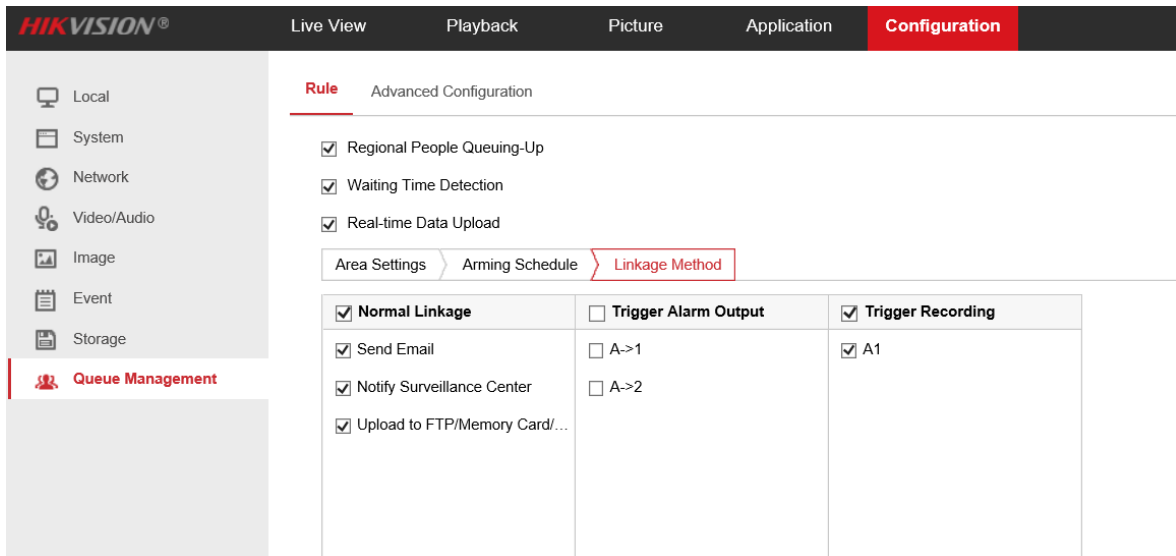 HIKVISION® Live View Playback Picture Application Configuration
Local
System
Network
Video/Audio
Image
Event
Storage
Queue Management
Rule Advanced Configuration
Regional People Queuing-Up
Waiting Time Detection
Real-time Data Upload
Area Settings Arming Schedule Linkage Method
Normal Linkage Trigger Alarm Output Trigger Recording
Send Email A->1 A1
Notify Surveillance Center A->2
Upload to FTP/Memory Card/...